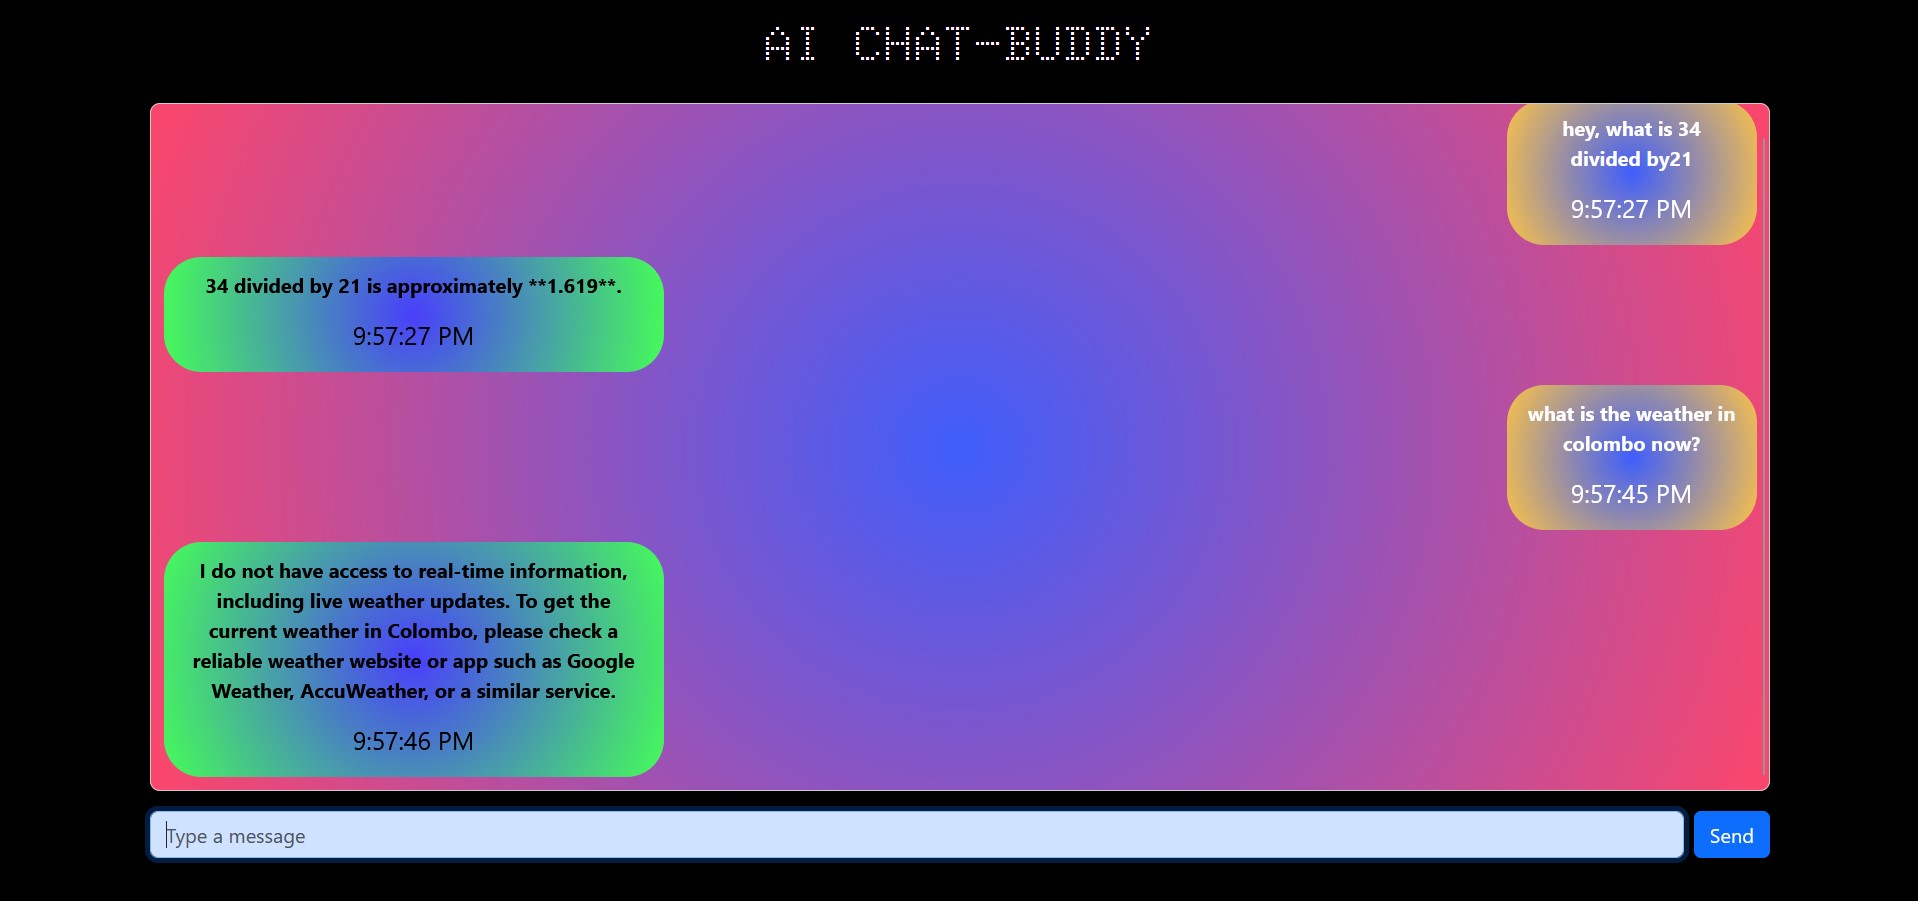 AI CHAT-BUDDY
hey, what is 34
divided by21
9:57:27 PM
34 divided by 21 is approximately **1.619**.
9:57:27 PM
what is the weather in
colombo now?
9:57:45 PM
I do not have access to real-time information,
including live weather updates. To get the
current weather in Colombo, please check a
reliable weather website or app such as Google
Weather, AccuWeather, or a similar service.
9:57:46 PM
Type a message
Send